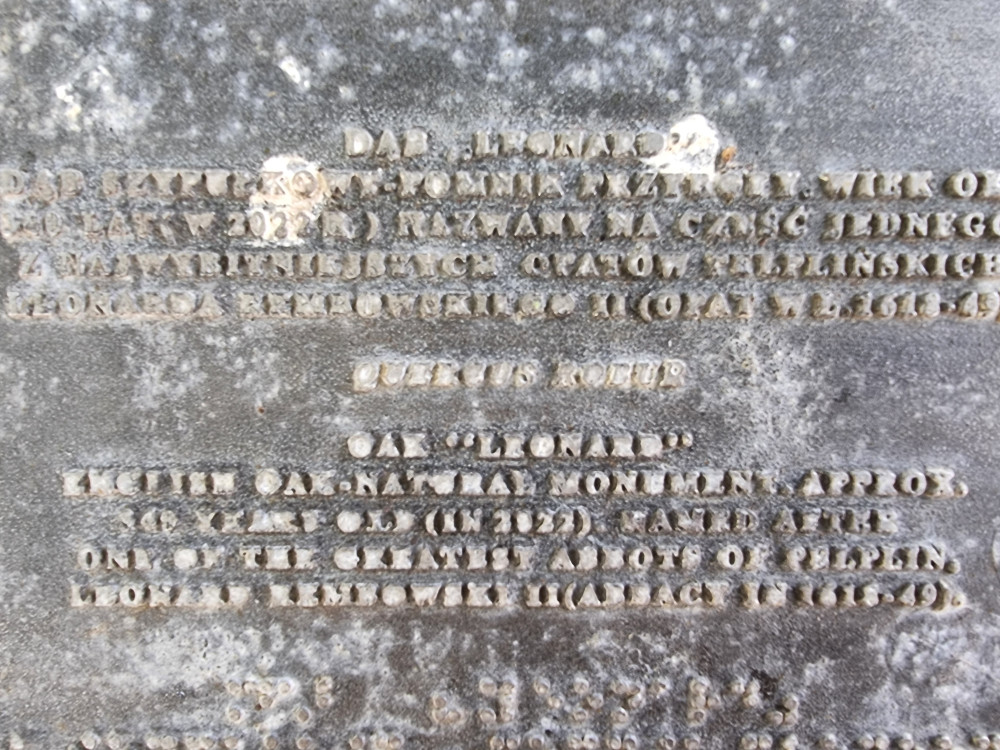 DĄB „LEONARD
DĄB SZYPUŁKOWY-POMNIK PRZYRODY. WIEK OK
LAT (W 2022 R.) NAZWANY NA CZEŚĆ JEDNEGO
Z NAJWYBITNIEJSZYCH OPATÓW PELPLIŃSKICH
LEONARDA REMBOWSKIEGO II (OPAT W L. 1618-49
QUERCUS ROBUR
OAK "LEONARD"
ENGLISH OAK-NATURAL MONUMENT. APPROX.
YEARS OLD (IN 2022). NAMED AFTER
ONE OF THE GREATEST ABBOTS OF PELPLIN,
LEONARD REMBOWSKI II (ABBACY IN